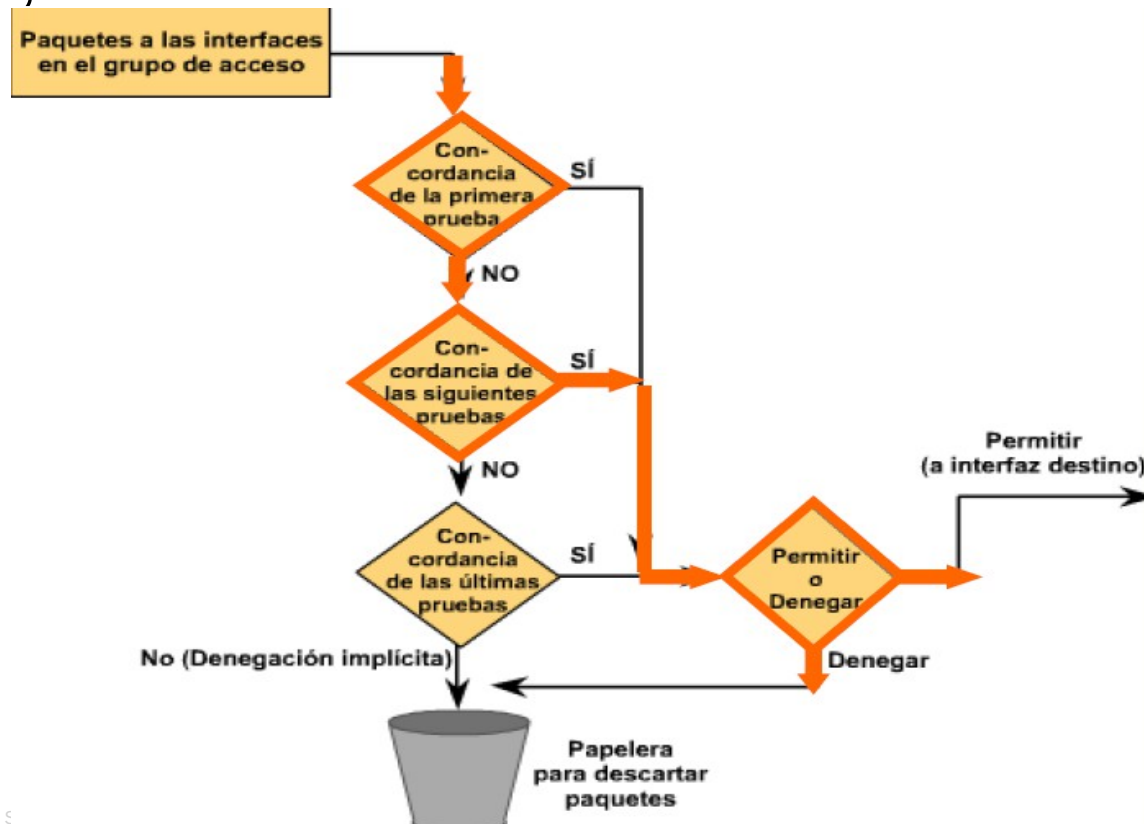 Paquetes a las interfaces
en el grupo de acceso
Con-
cordancia
de la primera
prueba
SÍ
NO
Con-
cordancia de
las siguientes
pruebas
SÍ
NO
Permitir
(a interfaz destino)
Con-
cordancia
de las últimas
pruebas
SÍ
Permitir
o
Denegar
No (Denegación implícita)
Denegar
Papelera
para descartar
paquetes